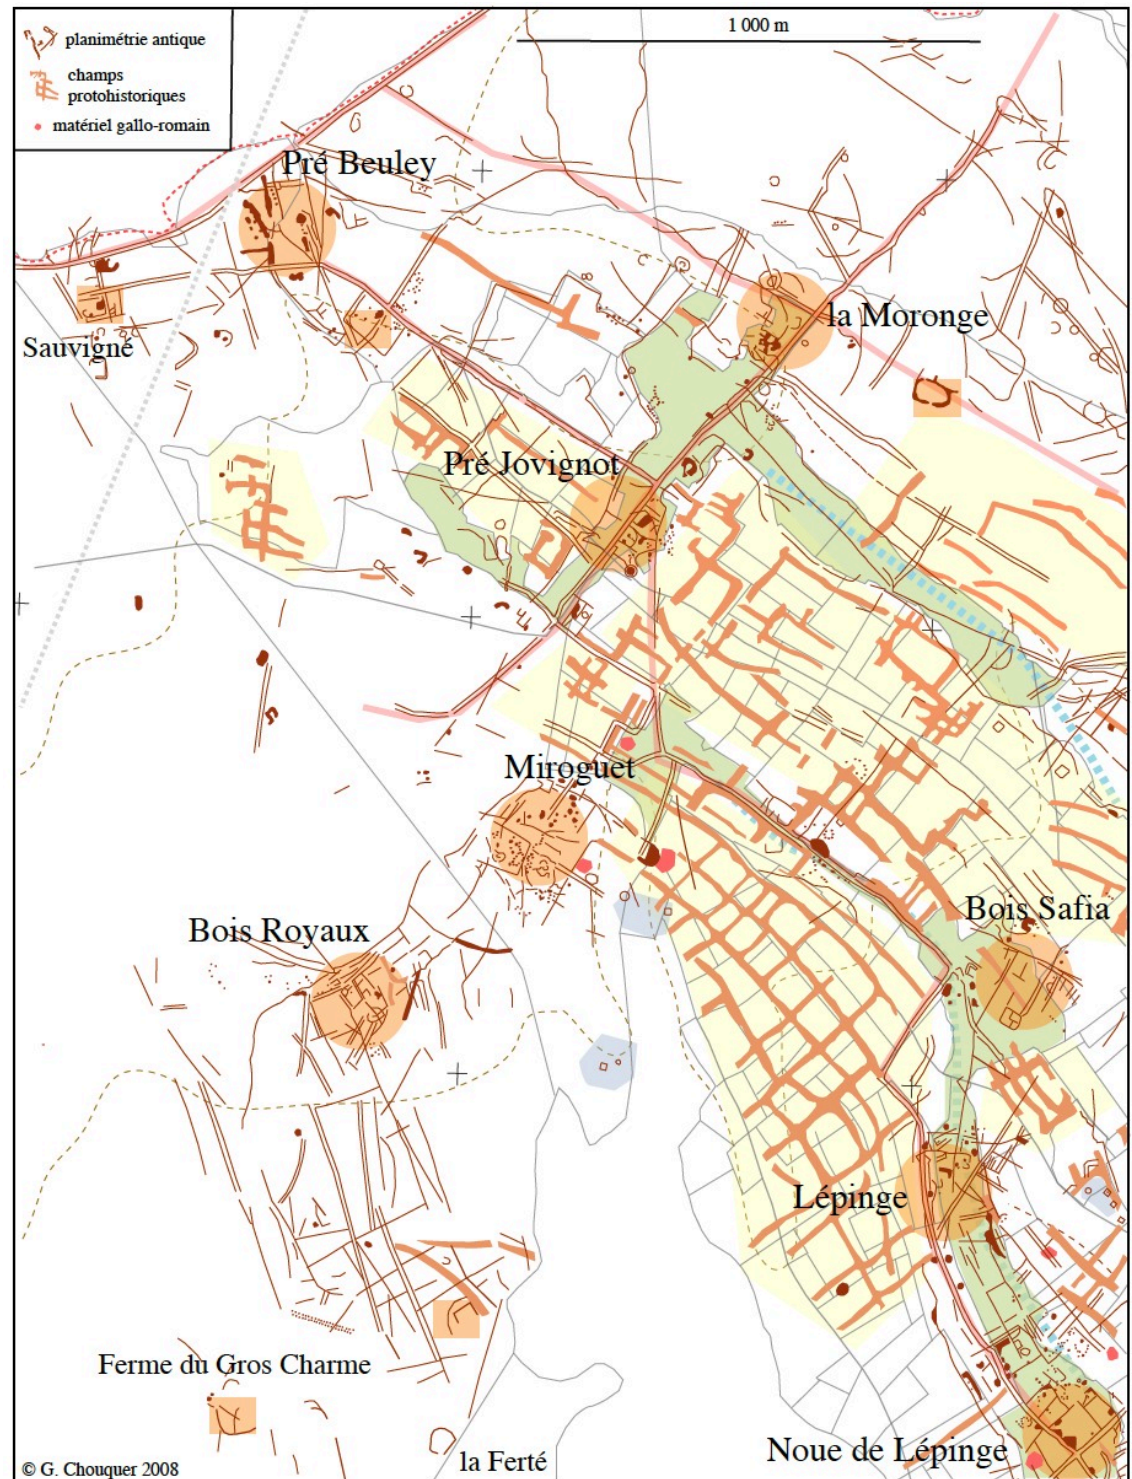 planimétrie antique
champs
protohistoriques
matériel gallo-romain
1 000 m
Pré Beuley
la Moronge
Sauvigné
Pré Jovignot
Miroguet
Bois Safia
Bois Royaux
Lépinge
Ferme du Gros Charme
Noue de Lépinge
la Ferté
© G. Chouquer 2008